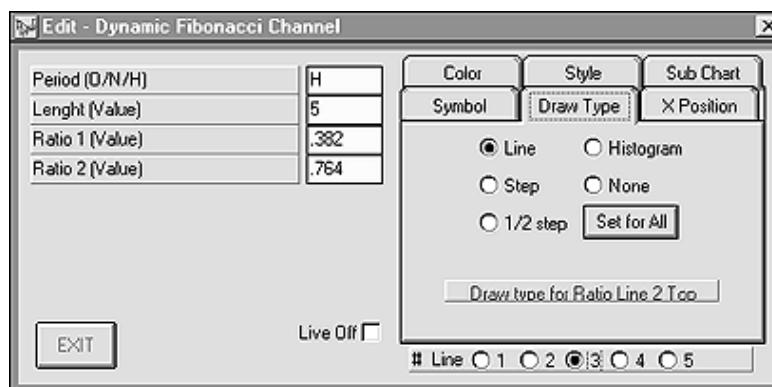 Edit - Dynamic Fibonacci Channel
Period (O/N/H) H
Lenght (Value) 5
Ratio 1 (Value) .382
Ratio 2 (Value) .764
Color Style Sub Chart
Symbol Draw Type X Position
Line Histogram
Step None
1/2 step Set for All
Draw type for Ratio Line 2 Top
EXIT
Live Off
# Line 1 2 3 4 5